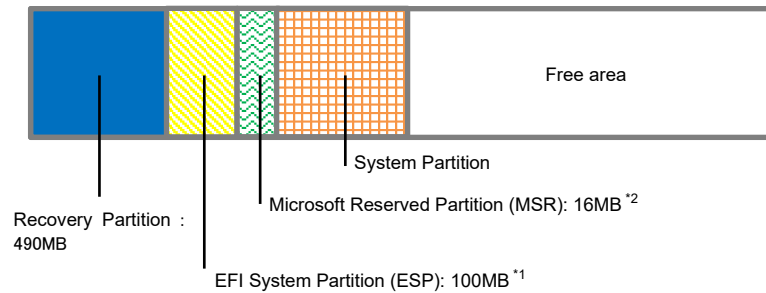 Free area
System Partition
Microsoft Reserved Partition (MSR): 16MB *2
Recovery Partition :
490MB
EFI System Partition (ESP): 100MB *1